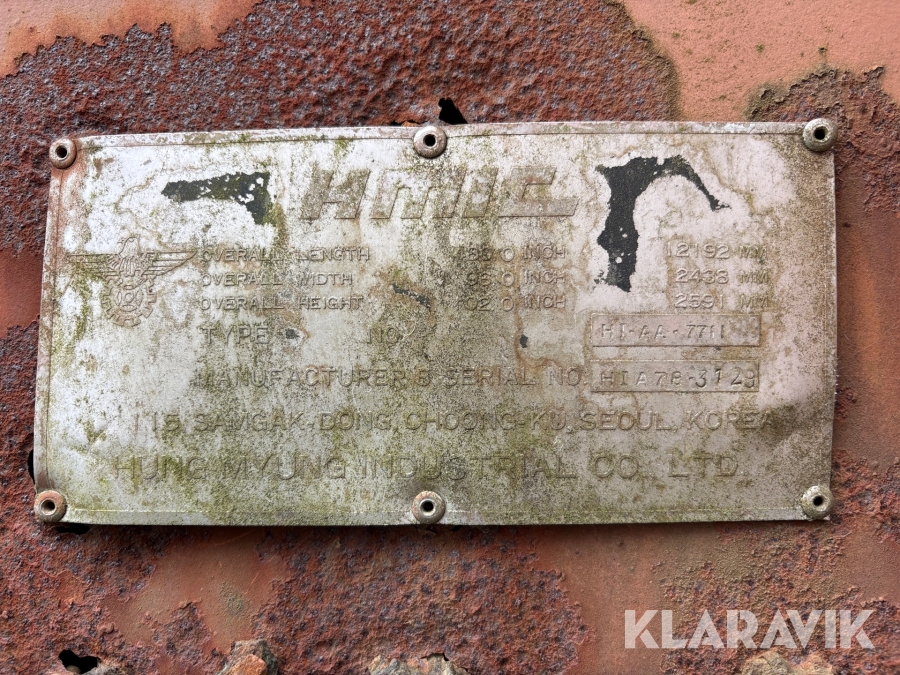 HMIC
OVERALL LENGTH 480.0 INCH 12192 MM
OVERALL WIDTH 96.0 INCH 2438 MM
OVERALL HEIGHT 102.0 INCH 2591 MM
TYPE NO. HI-AA-7711
MANUFACTURER'S SERIAL NO. HIA78-3129
115 SAMGAK-DONG, CHOONG-KU, SEOUL, KOREA
HUNG MYUNG INDUSTRIAL CO., LTD.
KLARAVIK